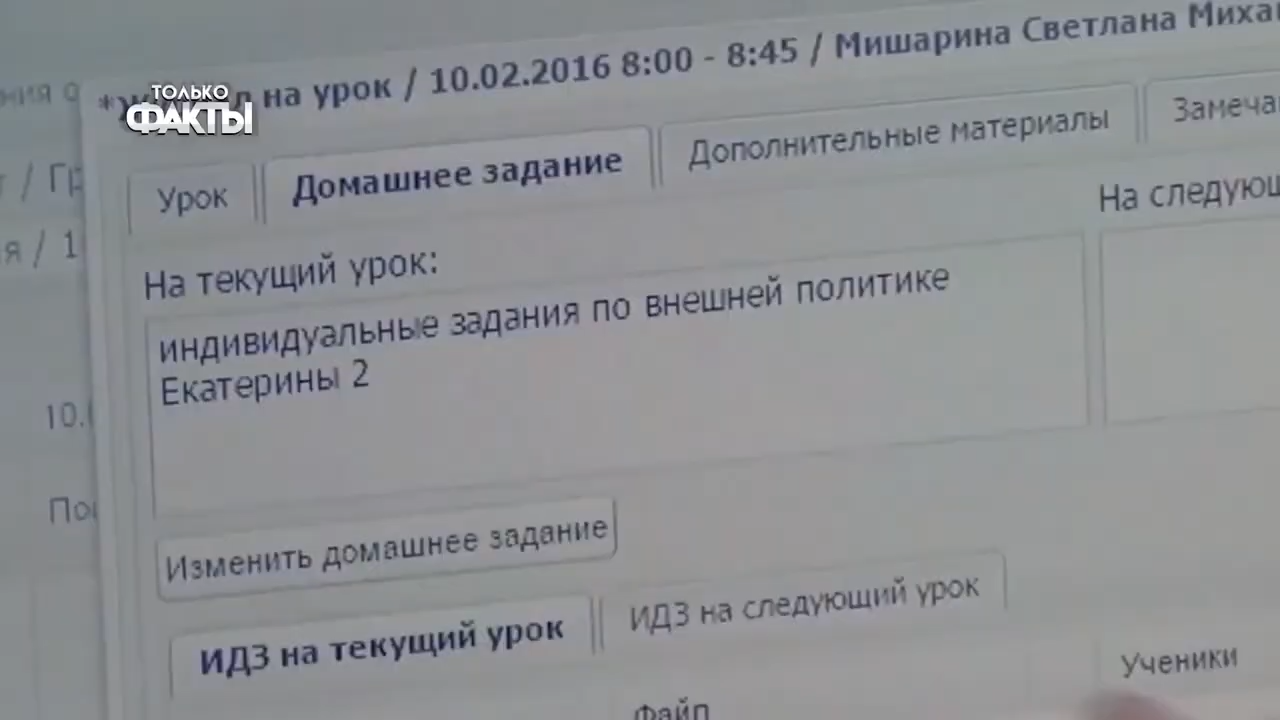 ТОЛЬКО
ФАКТЫ
на урок / 10.02.2016 8:00 - 8:45 / Мишарина Светлана
Урок
Домашнее задание
Дополнительные материалы
На текущий урок:
индивидуальные задания по внешней политике
Екатерины 2
Изменить домашнее задание
ИДЗ на текущий урок
ИДЗ на следующий урок
Файл
Ученики